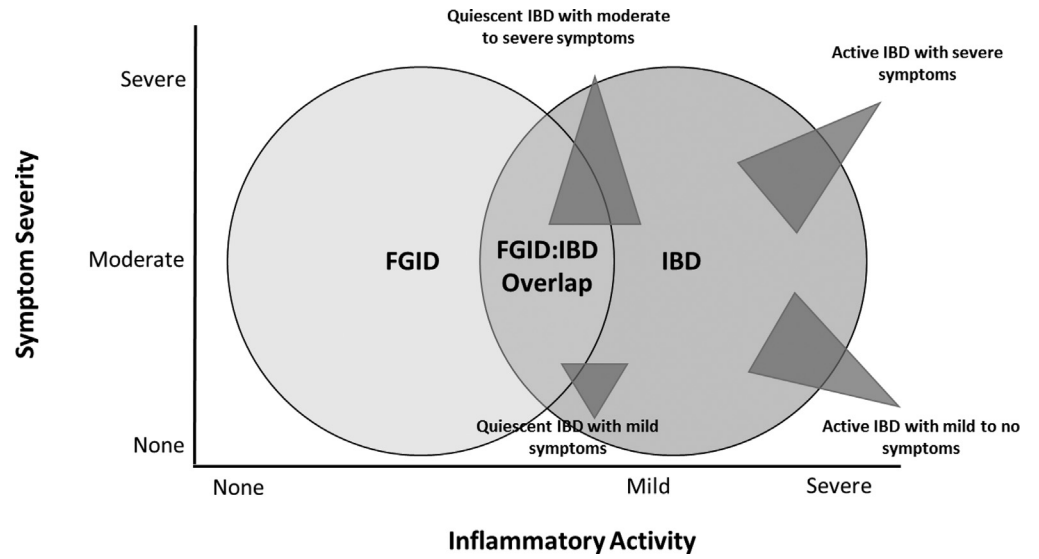 Quiescent IBD with moderate
to severe symptoms
Active IBD with severe
symptoms
Severe
Symptom Severity
Moderate
FGID
FGID:IBD
Overlap
IBD
Quiescent IBD with mild
symptoms
Active IBD with mild to no
symptoms
None
None
Mild
Severe
Inflammatory Activity